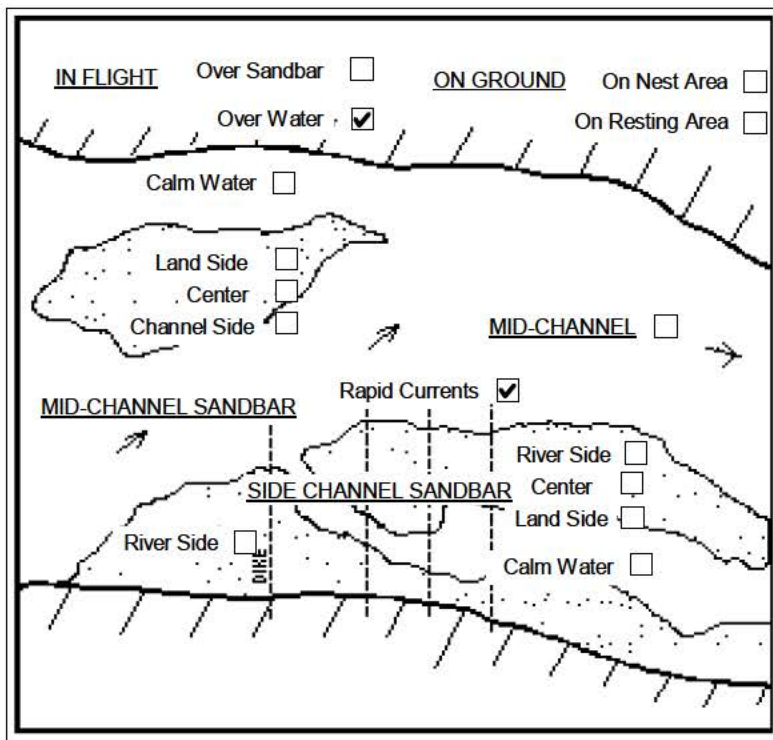 IN FLIGHT
Over Sandbar
ON GROUND
On Nest Area
Over Water
On Resting Area
Calm Water
Land Side
Center
Channel Side
MID-CHANNEL
Rapid Currents
MID-CHANNEL SANDBAR
River Side
SIDE CHANNEL SANDBAR
Center
Land Side
River Side
DIKE
Calm Water